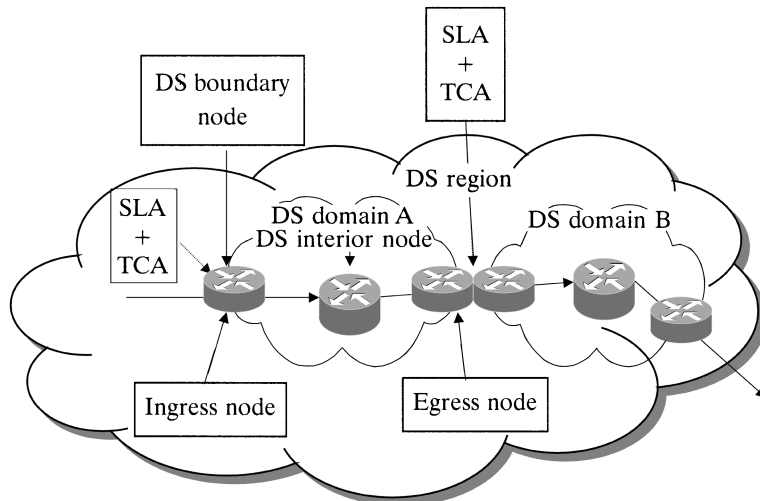 SLA
+
TCA
DS boundary
node
DS region
SLA
+
TCA
DS domain A
DS interior node
DS domain B
Ingress node
Egress node